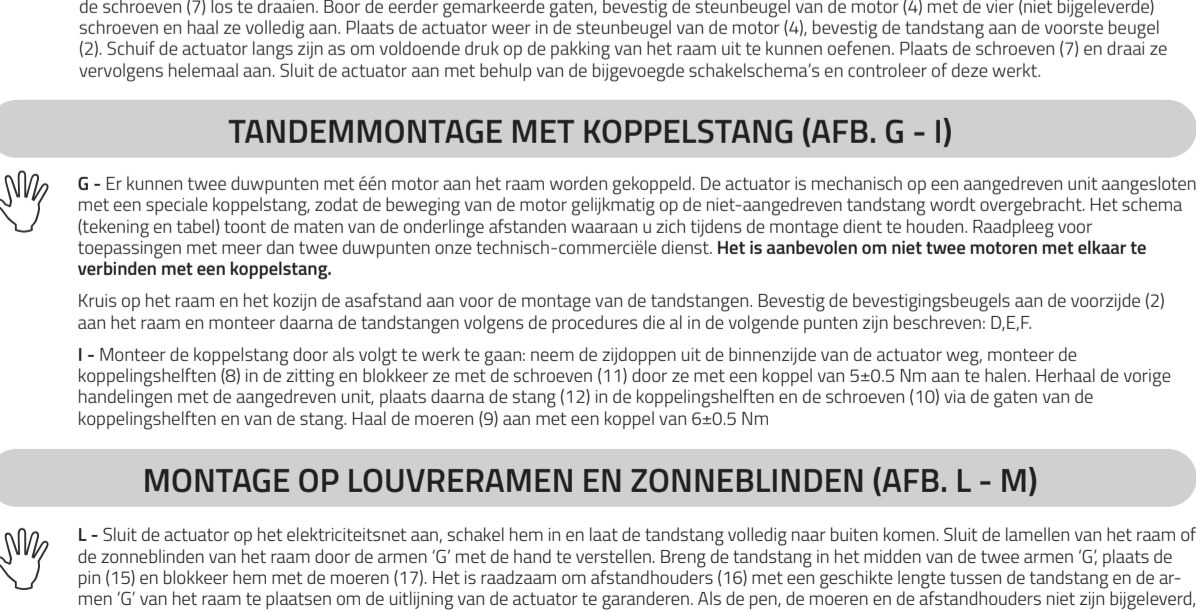 de schroeven (7) los te draaien. Boor de eerder gemarkeerde gaten, bevestig de steunbeugel van de motor (4) met de vier (niet bijgeleverde)
schroeven en haal ze volledig aan. Plaats de actuator weer in de steunbeugel van de motor (4), bevestig de tandstang aan de voorste beugel
(2). Schuif de actuator langs zijn as om voldoende druk op de pakking van het raam uit te kunnen oefenen. Plaats de schroeven (7) en draai ze
vervolgens helemaal aan. Sluit de actuator aan met behulp van de bijgevoegde schakelschema’s en controleer of deze werkt.
TANDEMMONTAGE MET KOPPELSTANG (AFB. G - I)
G - Er kunnen twee duwpunten met één motor aan het raam worden gekoppeld. De actuator is mechanisch op een aangedreven unit aangesloten
met een speciale koppelstang, zodat de beweging van de motor gelijkmatig op de niet-aangedreven tandstang wordt overgebracht. Het schema
(tekening en tabel) toont de maten van de onderlinge afstanden waaraan u zich tijdens de montage dient te houden. Raadpleeg voor
toepassingen met meer dan twee duwpunten onze technisch-commerciële dienst. Het is aanbevolen om niet twee motoren met elkaar te
verbinden met een koppelstang.
Kruis op het raam en het kozijn de asafstand aan voor de montage van de tandstangen. Bevestig de bevestigingsbeugels aan de voorzijde (2)
aan het raam en monteer daarna de tandstangen volgens de procedures die al in de volgende punten zijn beschreven: D,E,F.
I - Monteer de koppelstang door als volgt te werk te gaan: neem de zijdoppen uit de binnenzijde van de actuator weg, monteer de
koppelingshelften (8) in de zitting en blokkeer ze met de schroeven (11) door ze met een koppel van 5±0.5 Nm aan te halen. Herhaal de vorige
handelingen met de aangedreven unit, plaats daarna de stang (12) in de koppelingshelften en de schroeven (10) via de gaten van de
koppelingshelften en van de stang. Haal de moeren (9) aan met een koppel van 6±0.5 Nm
MONTAGE OP LOUVRERAMEN EN ZONNEBLINDEN (AFB. L - M)
L - Sluit de actuator op het elektriciteitsnet aan, schakel hem in en laat de tandstang volledig naar buiten komen. Sluit de lamellen van het raam of
de zonneblinden van het raam door de armen ‘G’ met de hand te verstellen. Breng de tandstang in het midden van de twee armen ‘G’, plaats de
pin (15) en blokkeer hem met de moeren (17). Het is raadzaam om afstandhouders (16) met een geschikte lengte tussen de tandstang en de ar-
men ‘G’ van het raam te plaatsen om de uitlijning van de actuator te garanderen. Als de pen, de moeren en de afstandhouders niet zijn bijgeleverd,